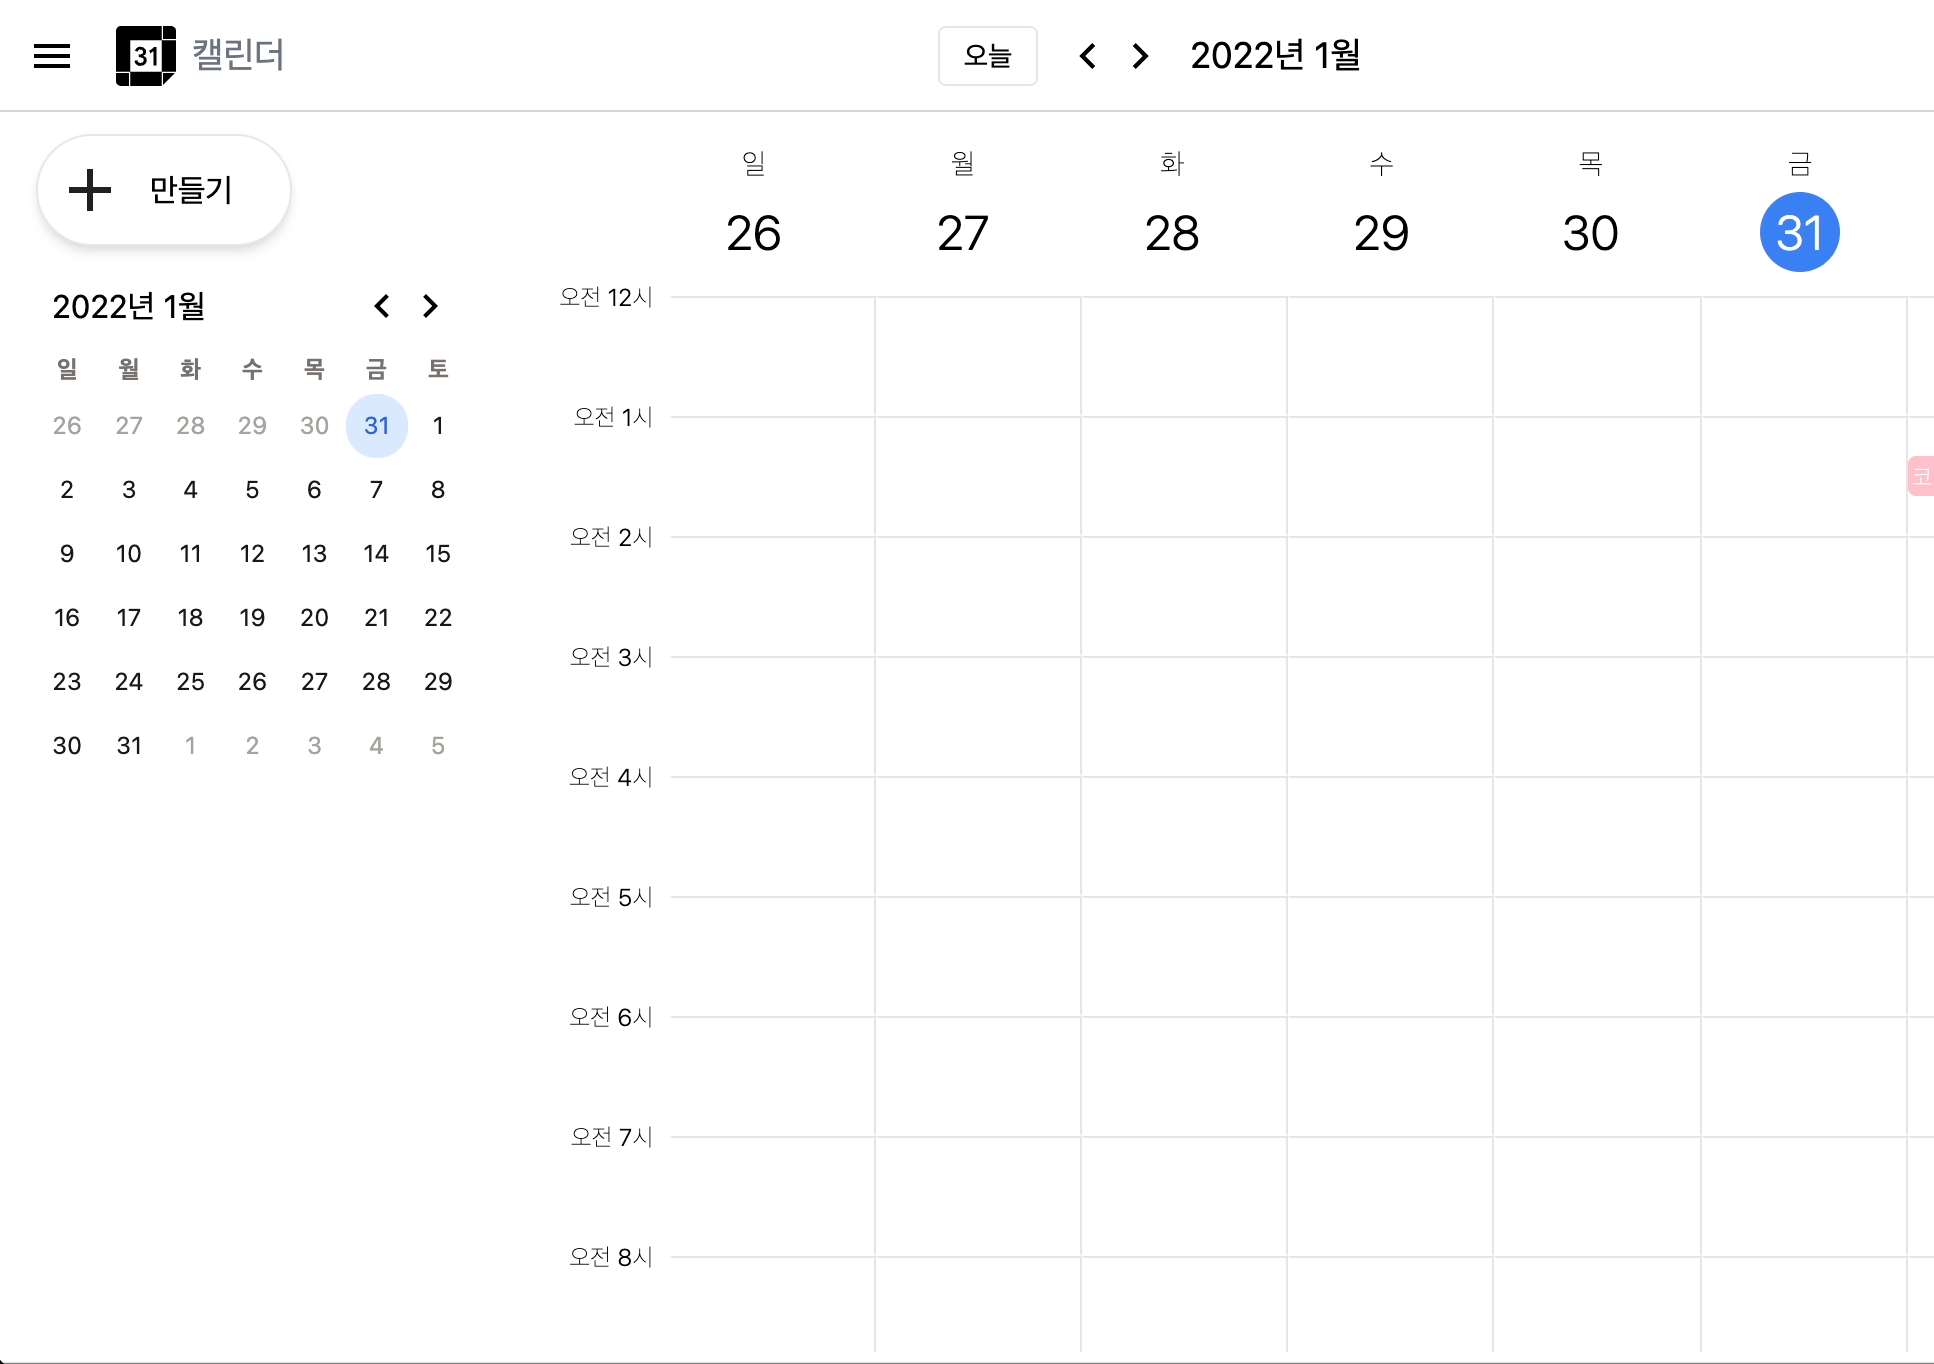 31 캘린더
오늘 2022년 1월
만들기
2022년 1월
일 월 화 수 목 금 토
26 27 28 29 30 31 1
2 3 4 5 6 7 8
9 10 11 12 13 14 15
16 17 18 19 20 21 22
23 24 25 26 27 28 29
30 31 1 2 3 4 5
일 월 화 수 목 금
26 27 28 29 30 31
오전 12시
오전 1시
코
오전 2시
오전 3시
오전 4시
오전 5시
오전 6시
오전 7시
오전 8시